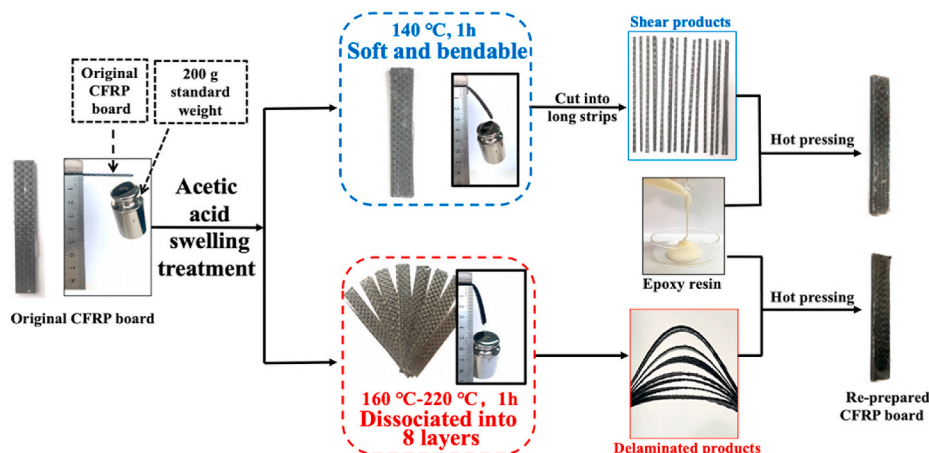 Original
CFRP
board
200 g
standard
weight
Original CFRP board
Acetic
acid
swelling
treatment
140 °C, 1h
Soft and bendable
Cut into
long strips
Shear products
Epoxy resin
Hot pressing
160 °C-220 °C, 1h
Dissociated into
8 layers
Delaminated products
Hot pressing
Re-prepared
CFRP board